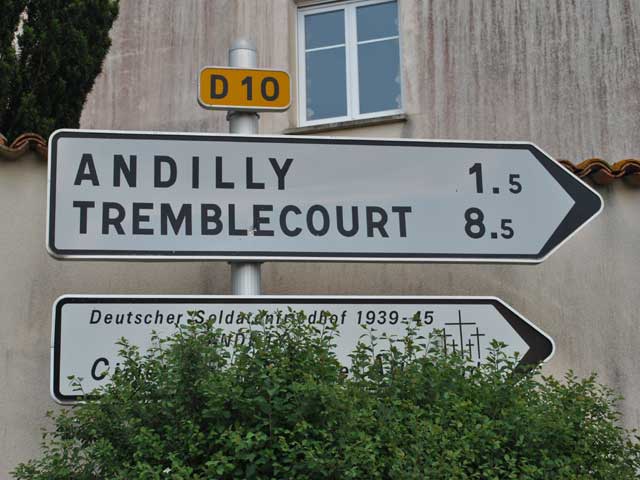 D 10
ANDILLY 1.5
TREMBLECOURT 8.5
Deutscher Soldatenfriedhof 1939-45